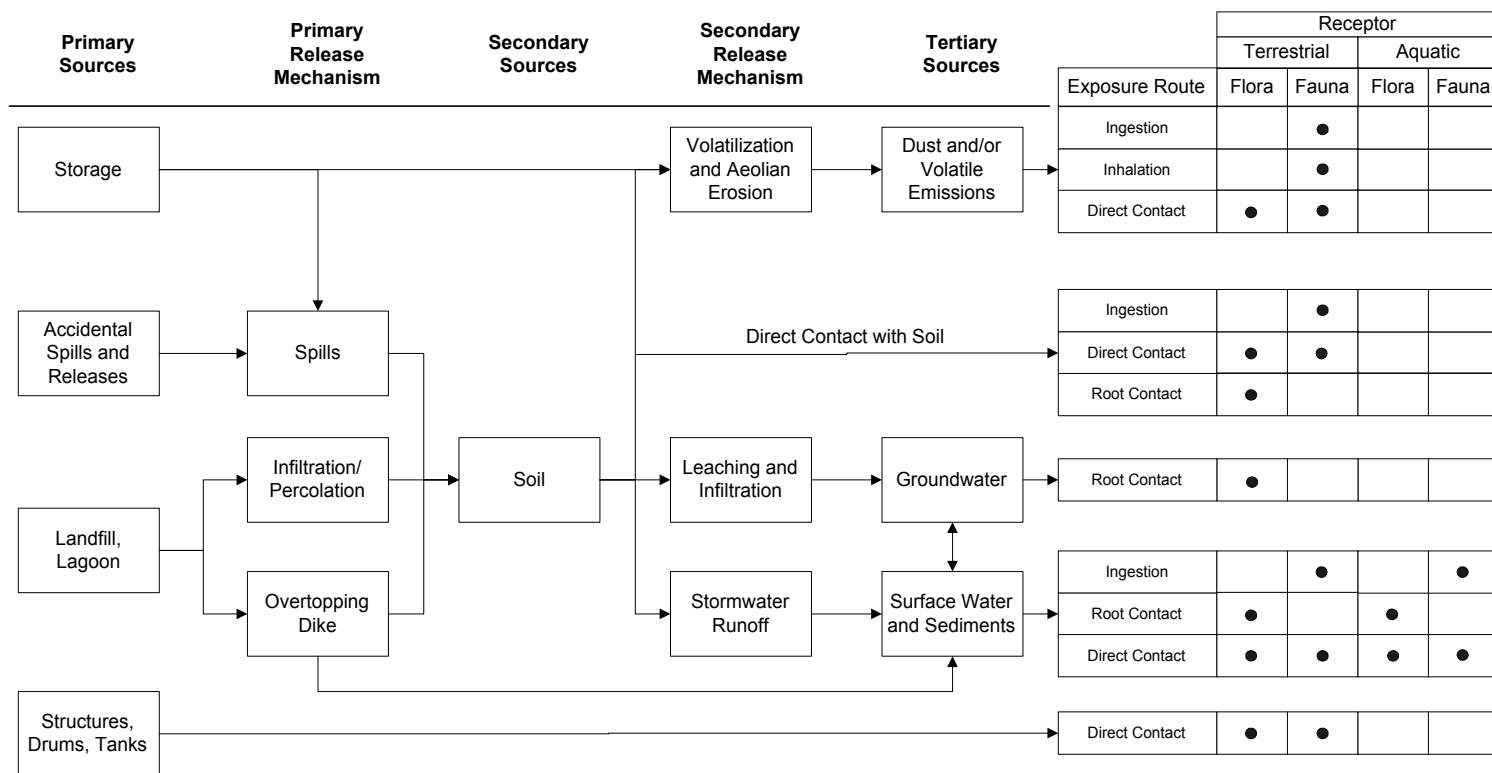 Primary
Sources
Primary
Release
Mechanism
Secondary
Sources
Secondary
Release
Mechanism
Tertiary
Sources
Receptor
Terrestrial
Aquatic
Exposure Route
Flora
Fauna
Flora
Fauna
Storage
Volatilization
and Aeolian
Erosion
Dust and/or
Volatile
Emissions
Ingestion
Inhalation
Direct Contact
Accidental
Spills and
Releases
Spills
Direct Contact with Soil
Ingestion
Direct Contact
Root Contact
Infiltration/
Percolation
Soil
Leaching and
Infiltration
Groundwater
Root Contact
Landfill,
Lagoon
Overtopping
Dike
Stormwater
Runoff
Surface Water
and Sediments
Ingestion
Root Contact
Direct Contact
Structures,
Drums, Tanks
Direct Contact